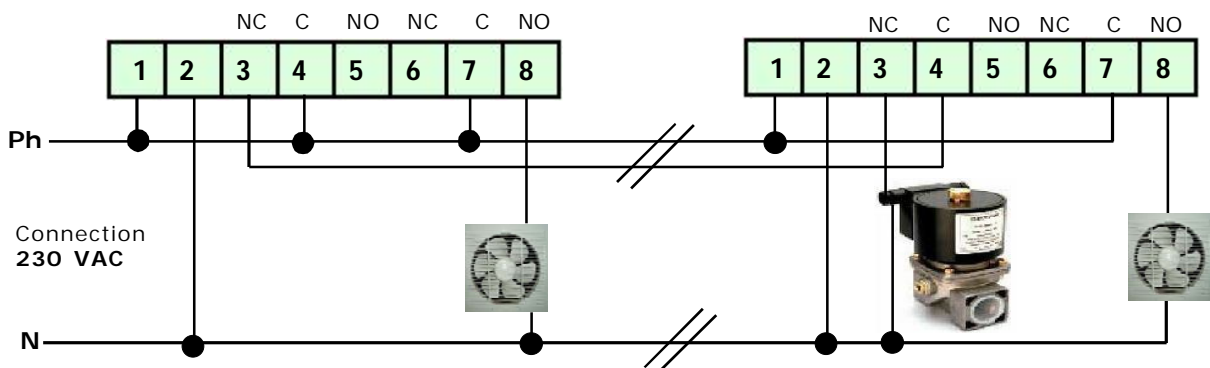 NC C NO NC C NO
NC C NO NC C NO
1 2 3 4 5 6 7 8
1 2 3 4 5 6 7 8
Ph
Connection
230 VAC
N